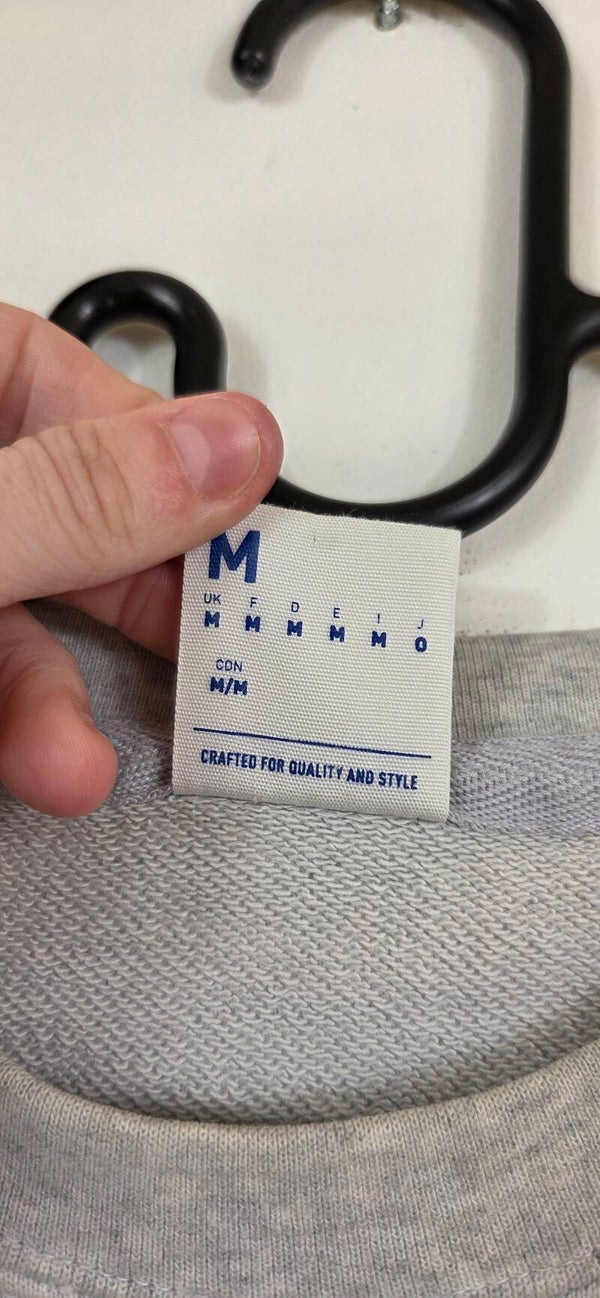 M
UK F D E I J
M M M M M O
CDN
M/M
CRAFTED FOR QUALITY AND STYLE